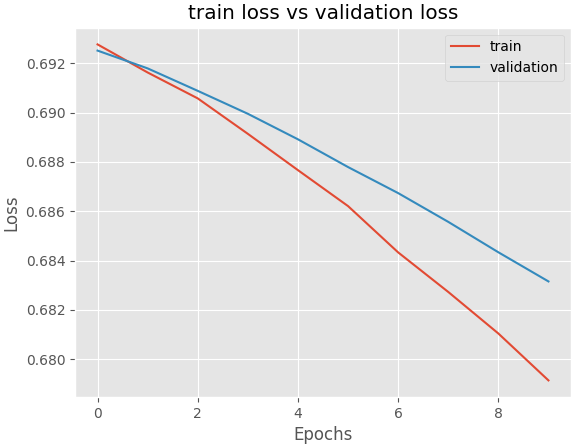 train loss vs validation loss
train
validation
0.692
0.690
0.688
0.686
0.684
0.682
0.680
Loss
0 2 4 6 8
Epochs